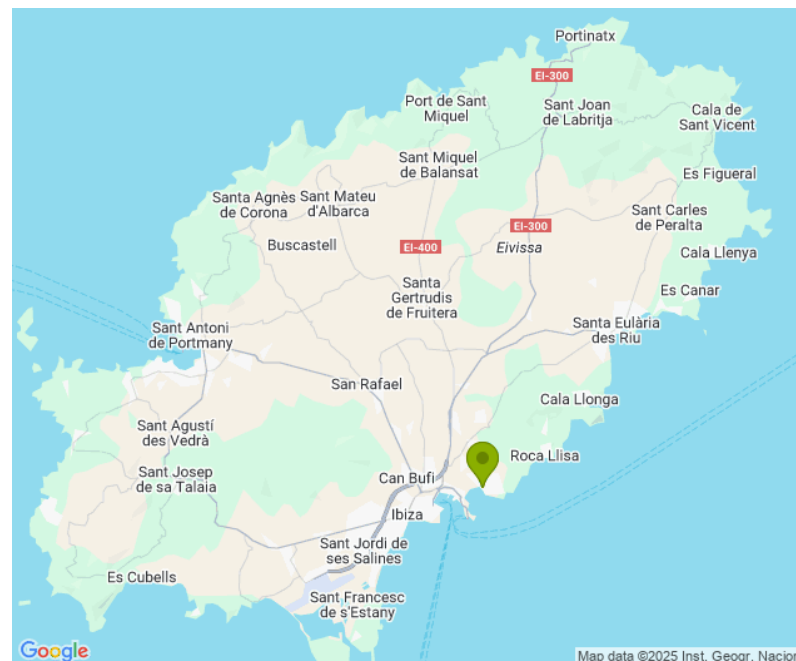 Portinatx
EI-300
Port de Sant
Miquel
Sant Joan
de Labritja
Cala de
Sant Vicent
Sant Miquel
de Balansat
Es Figueral
Santa Agnès
de Corona
Sant Mateu
d'Albarca
Sant Carles
de Peralta
EI-300
Buscastell
EI-400
Eivissa
Cala Llenya
Santa
Gertrudis
de Fruitera
Es Canar
Sant Antoni
de Portmany
Santa Eulària
des Riu
San Rafael
Cala Llonga
Sant Agustí
des Vedrà
Roca Llisa
Sant Josep
de sa Talaia
Can Bufi
Ibiza
Sant Jordi de
ses Salines
Es Cubells
Sant Francesc
de s'Estany
Google
Map data ©2025 Inst. Geogr. Nacion